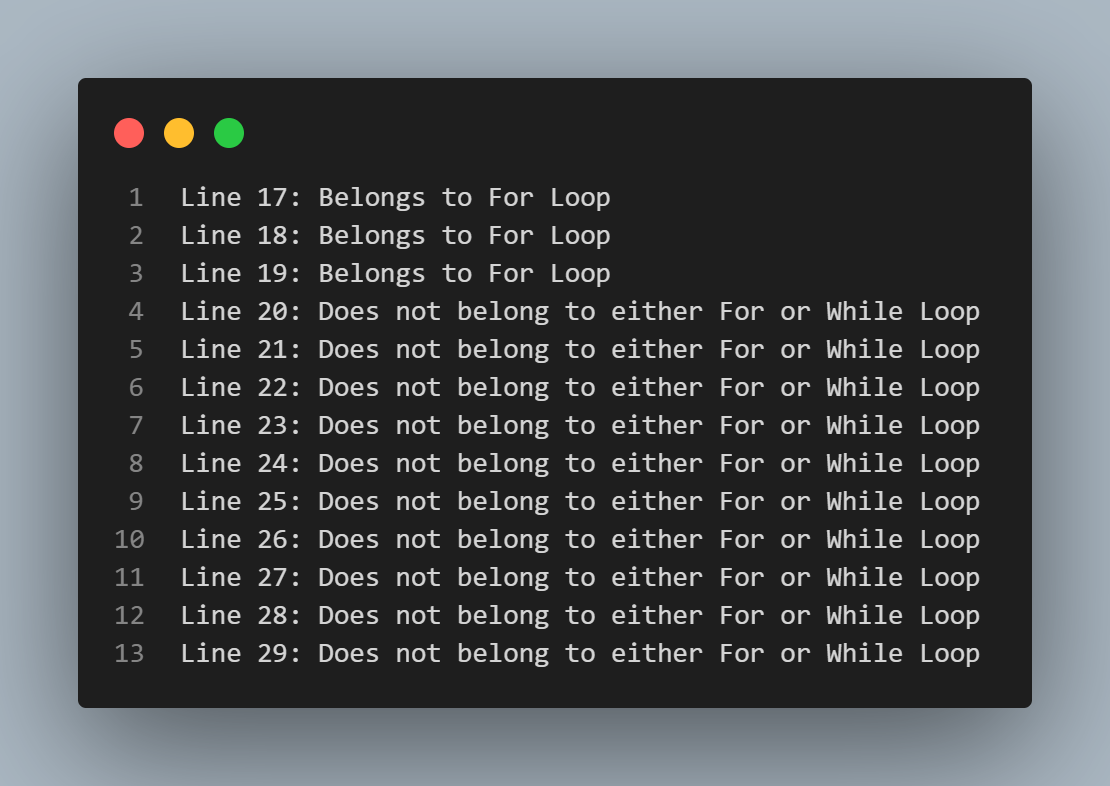 1 Line 17: Belongs to For Loop
2 Line 18: Belongs to For Loop
3 Line 19: Belongs to For Loop
4 Line 20: Does not belong to either For or While Loop
5 Line 21: Does not belong to either For or While Loop
6 Line 22: Does not belong to either For or While Loop
7 Line 23: Does not belong to either For or While Loop
8 Line 24: Does not belong to either For or While Loop
9 Line 25: Does not belong to either For or While Loop
10 Line 26: Does not belong to either For or While Loop
11 Line 27: Does not belong to either For or While Loop
12 Line 28: Does not belong to either For or While Loop
13 Line 29: Does not belong to either For or While Loop